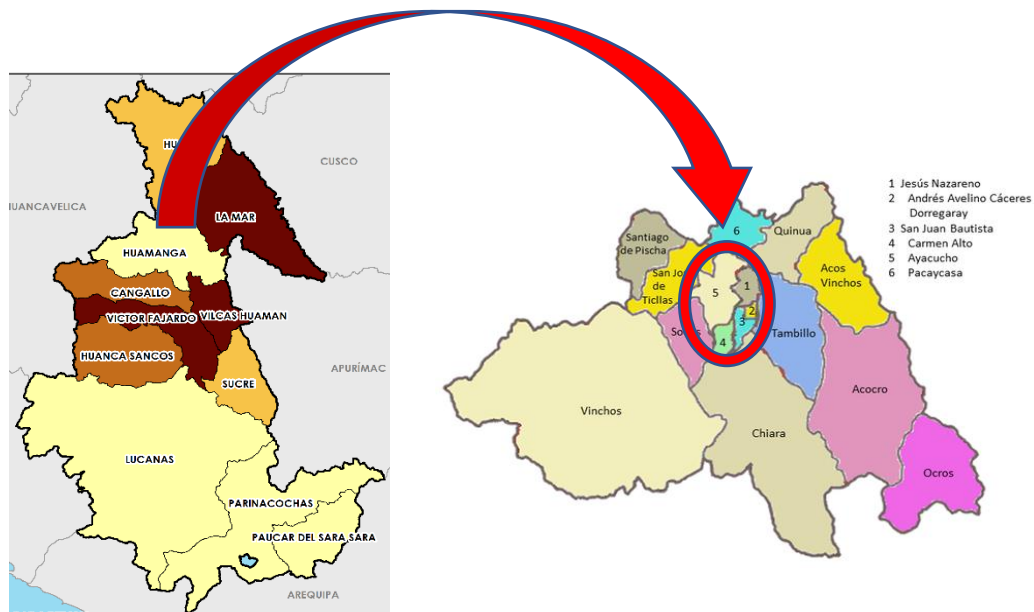 HU
CUSCO
HUANCAVELICA
LA MAR
HUAMANGA
CANGALLO
VICTOR FAJARDO
VILCAS HUAMAN
HUANCA SANCOS
APURÍMAC
SUCRE
LUCANAS
PARINACOCHAS
PAUCAR DEL SARA SARA
AREQUIPA
1 Jesús Nazareno
2 Andrés Avelino Cáceres
Dorregaray
3 San Juan Bautista
4 Carmen Alto
5 Ayacucho
6 Pacaycasa
6
Quinua
Santiago
de Pischa
San Jo
de
Ticllas
Acos
Vinchos
5
1
2
3
4
So
s
Tambillo
Vinchos
Chiara
Acocro
Ocros